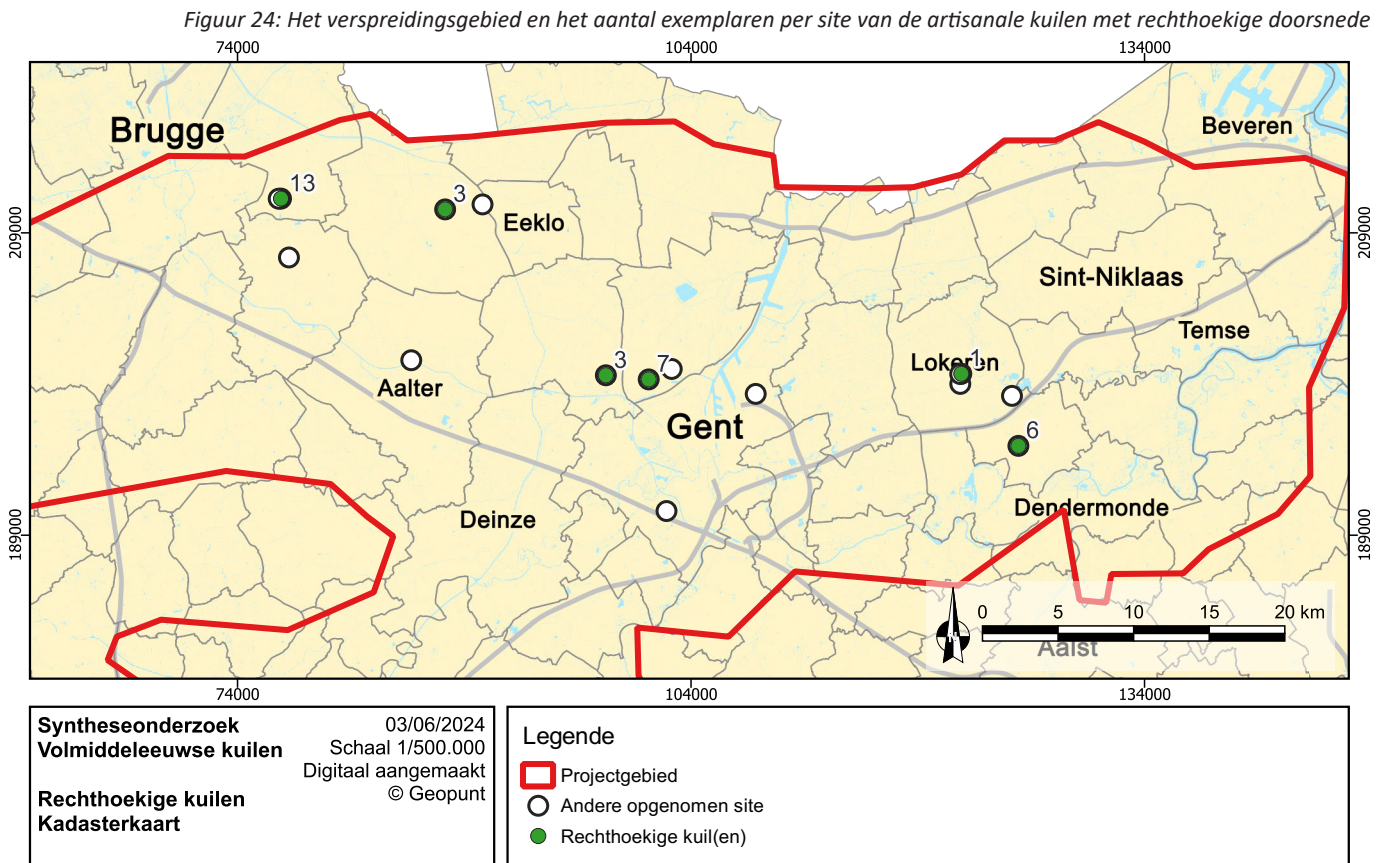 Figuur 24: Het verspreidingsgebied en het aantal exemplaren per site van de artisanale kuilen met rechthoekige doorsnede
74000 104000 134000
Brugge
Beveren
13
3
Eeklo
209000 209000
Sint-Niklaas
Temse
3 7 1
Lokeren
Aalter
Gent
6
Dendermonde
Deinze
189000 189000
0 5 10 15 20 km
N
Aalst
74000 104000 134000
Syntheseonderzoek
Volmiddeleeuwse kuilen
Rechthoekige kuilen
Kadasterkaart
03/06/2024
Schaal 1/500.000
Digitaal aangemaakt
© Geopunt
Legende
Projectgebied
Andere opgenomen site
Rechthoekige kuil(en)